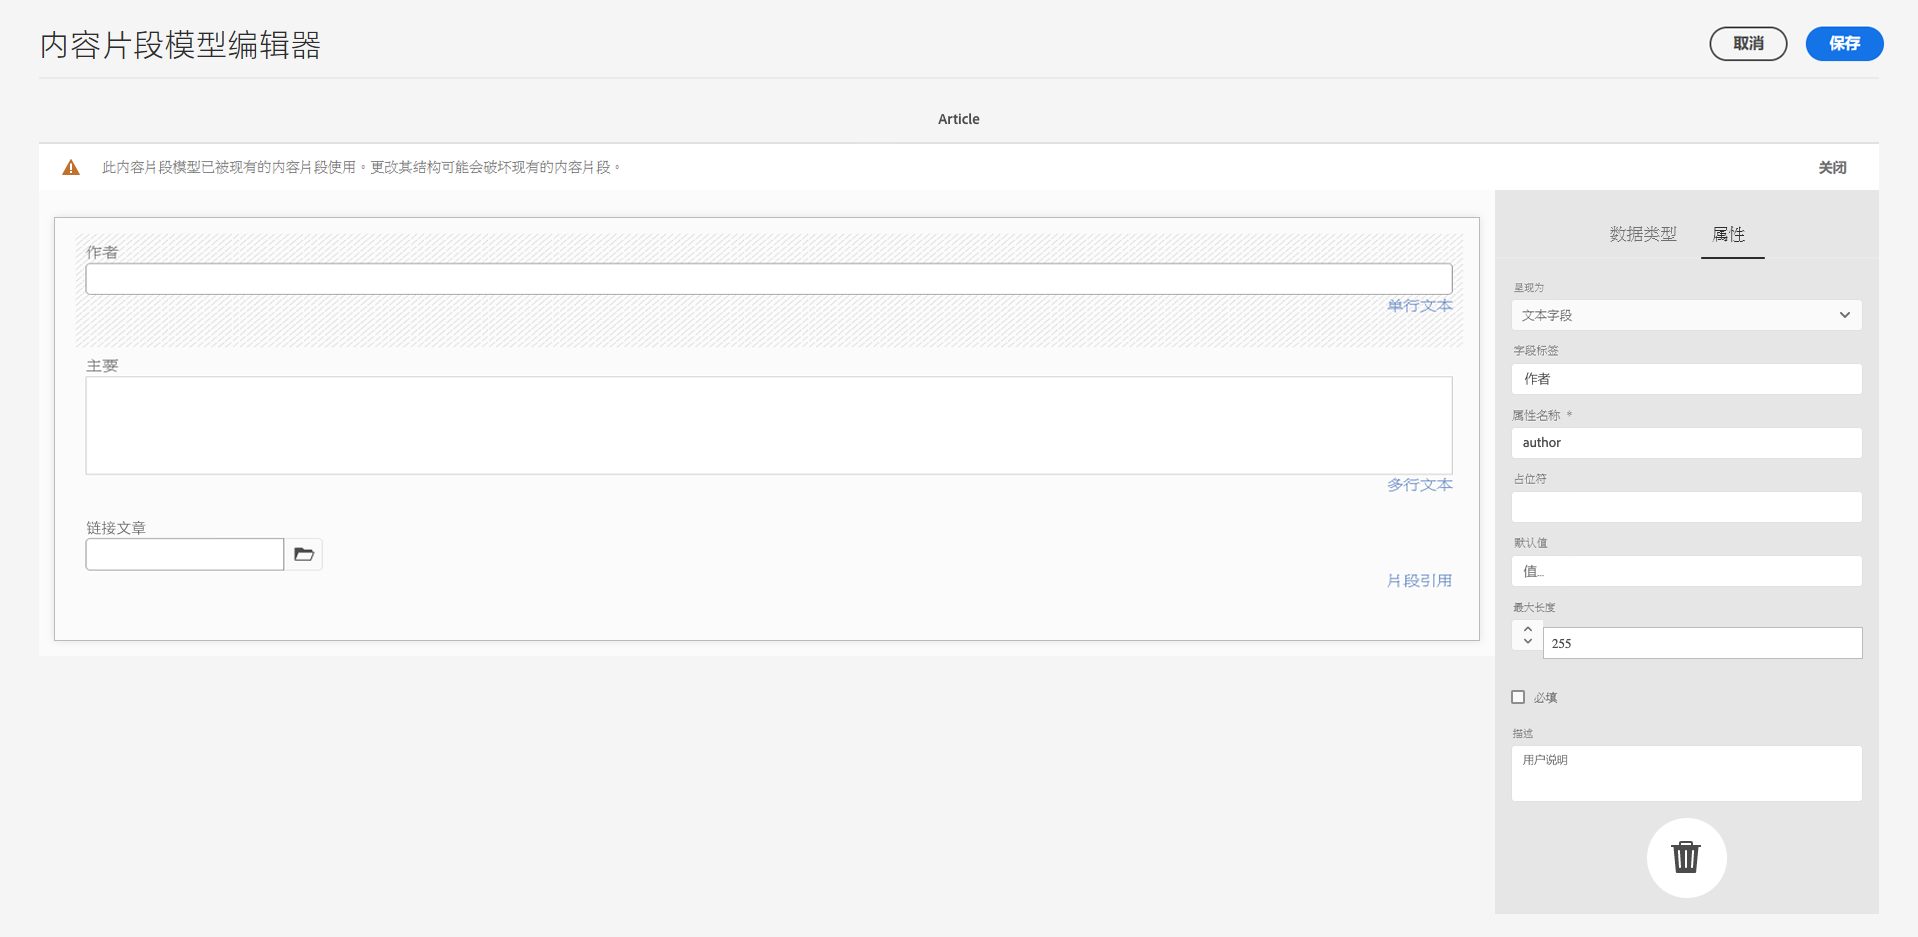 内容片段模型编辑器
取消
保存
Article
此内容片段模型已被现有的内容片段使用。更改其结构可能会破坏现有的内容片段。
关闭
作者
单行文本
主要
多行文本
链接文章
片段引用
数据类型
属性
呈现为
文本字段
字段标签
作者
属性名称 *
author
占位符
默认值
值...
最大长度
255
必填
描述
用户说明